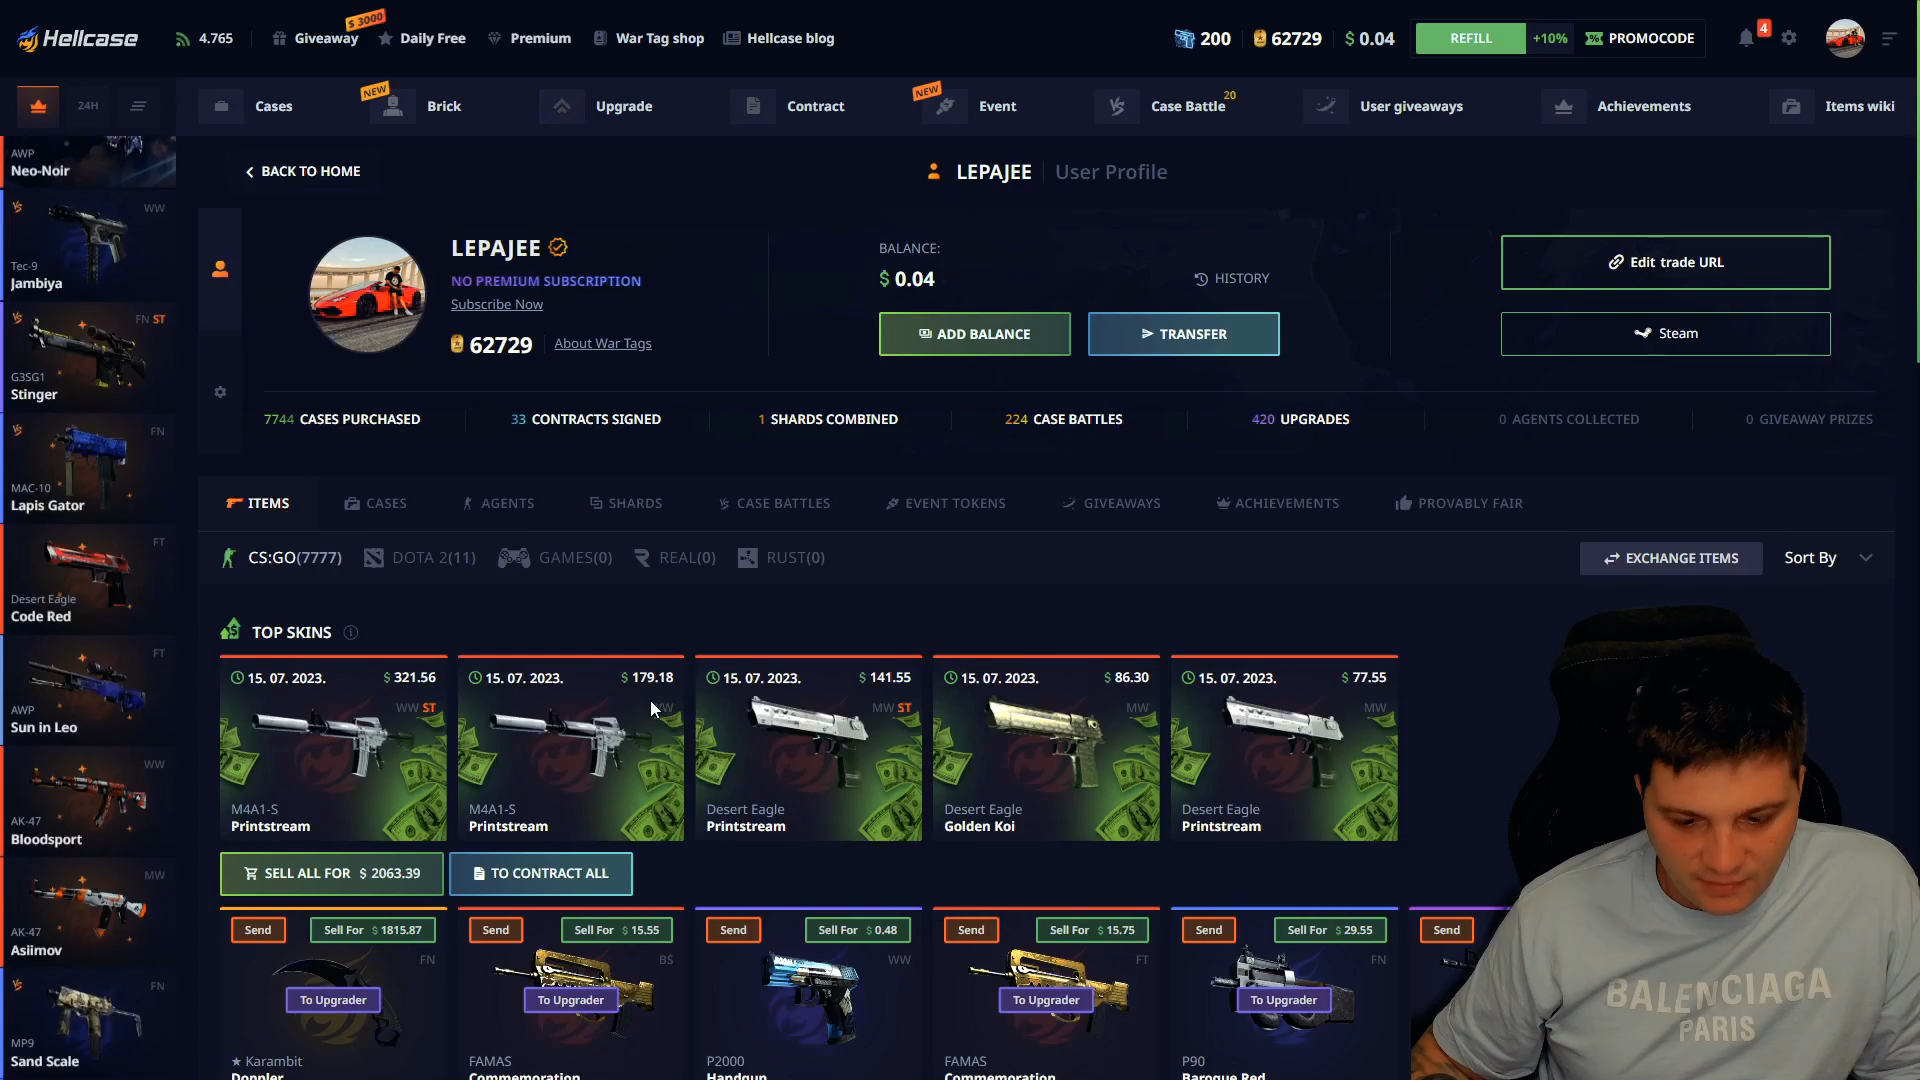 Hellcase
4.765
Giveaway
$ 3000
Daily Free
Premium
War Tag shop
Hellcase blog
200
62729
$ 0.04
REFILL
+10%
PROMOCODE
4
24H
Cases
NEW
Brick
Upgrade
Contract
NEW
Event
Case Battle
20
User giveaways
Achievements
Items wiki
AWP
Neo-Noir
WW
Tec-9
Jambiya
FN ST
G3SG1
Stinger
FN
MAC-10
Lapis Gator
FT
Desert Eagle
Code Red
FT
AWP
Sun in Leo
WW
AK-47
Bloodsport
MW
AK-47
Asiimov
FN
MP9
Sand Scale
BACK TO HOME
LEPAJEE
User Profile
LEPAJEE
NO PREMIUM SUBSCRIPTION
Subscribe Now
62729
About War Tags
BALANCE:
$ 0.04
HISTORY
ADD BALANCE
TRANSFER
Edit trade URL
Steam
7744 CASES PURCHASED
33 CONTRACTS SIGNED
1 SHARDS COMBINED
224 CASE BATTLES
420 UPGRADES
0 AGENTS COLLECTED
0 GIVEAWAY PRIZES
ITEMS
CASES
AGENTS
SHARDS
CASE BATTLES
EVENT TOKENS
GIVEAWAYS
ACHIEVEMENTS
PROVABLY FAIR
CS:GO(7777)
DOTA 2(11)
GAMES(0)
REAL(0)
RUST(0)
EXCHANGE ITEMS
Sort By
TOP SKINS
15. 07. 2023.
$ 321.56
WW ST
M4A1-S
Printstream
15. 07. 2023.
$ 179.18
M4A1-S
Printstream
15. 07. 2023.
$ 141.55
MW ST
Desert Eagle
Printstream
15. 07. 2023.
$ 86.30
MW
Desert Eagle
Golden Koi
15. 07. 2023.
$ 77.55
MW
Desert Eagle
Printstream
SELL ALL FOR $ 2063.39
TO CONTRACT ALL
Send
Sell For $ 1815.87
FN
To Upgrader
★ Karambit
Doppler
Send
Sell For $ 15.55
BS
To Upgrader
FAMAS
Commemoration
Send
Sell For $ 0.48
WW
P2000
Handgun
Send
Sell For $ 15.75
FT
To Upgrader
FAMAS
Commemoration
Send
Sell For $ 29.55
FN
To Upgrader
P90
Baroque Red
Send
BALENCIAGA
PARIS